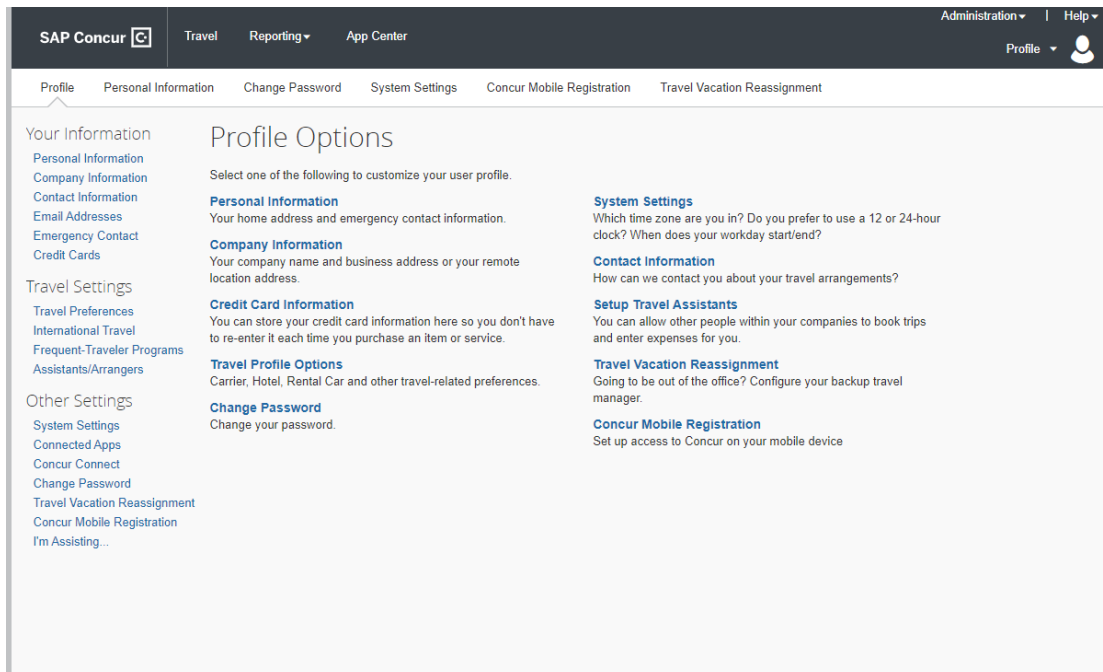 Administration ▾ | Help ▾
SAP Concur C Travel Reporting ▾ App Center
Profile ▾
Profile Personal Information Change Password System Settings Concur Mobile Registration Travel Vacation Reassignment
Your Information
Personal Information
Company Information
Contact Information
Email Addresses
Emergency Contact
Credit Cards
Travel Settings
Travel Preferences
International Travel
Frequent-Traveler Programs
Assistants/Arrangers
Other Settings
System Settings
Connected Apps
Concur Connect
Change Password
Travel Vacation Reassignment
Concur Mobile Registration
I'm Assisting...
Profile Options
Select one of the following to customize your user profile.
Personal Information
Your home address and emergency contact information.
Company Information
Your company name and business address or your remote
location address.
Credit Card Information
You can store your credit card information here so you don't have
to re-enter it each time you purchase an item or service.
Travel Profile Options
Carrier, Hotel, Rental Car and other travel-related preferences.
Change Password
Change your password.
System Settings
Which time zone are you in? Do you prefer to use a 12 or 24-hour
clock? When does your workday start/end?
Contact Information
How can we contact you about your travel arrangements?
Setup Travel Assistants
You can allow other people within your companies to book trips
and enter expenses for you.
Travel Vacation Reassignment
Going to be out of the office? Configure your backup travel
manager.
Concur Mobile Registration
Set up access to Concur on your mobile device